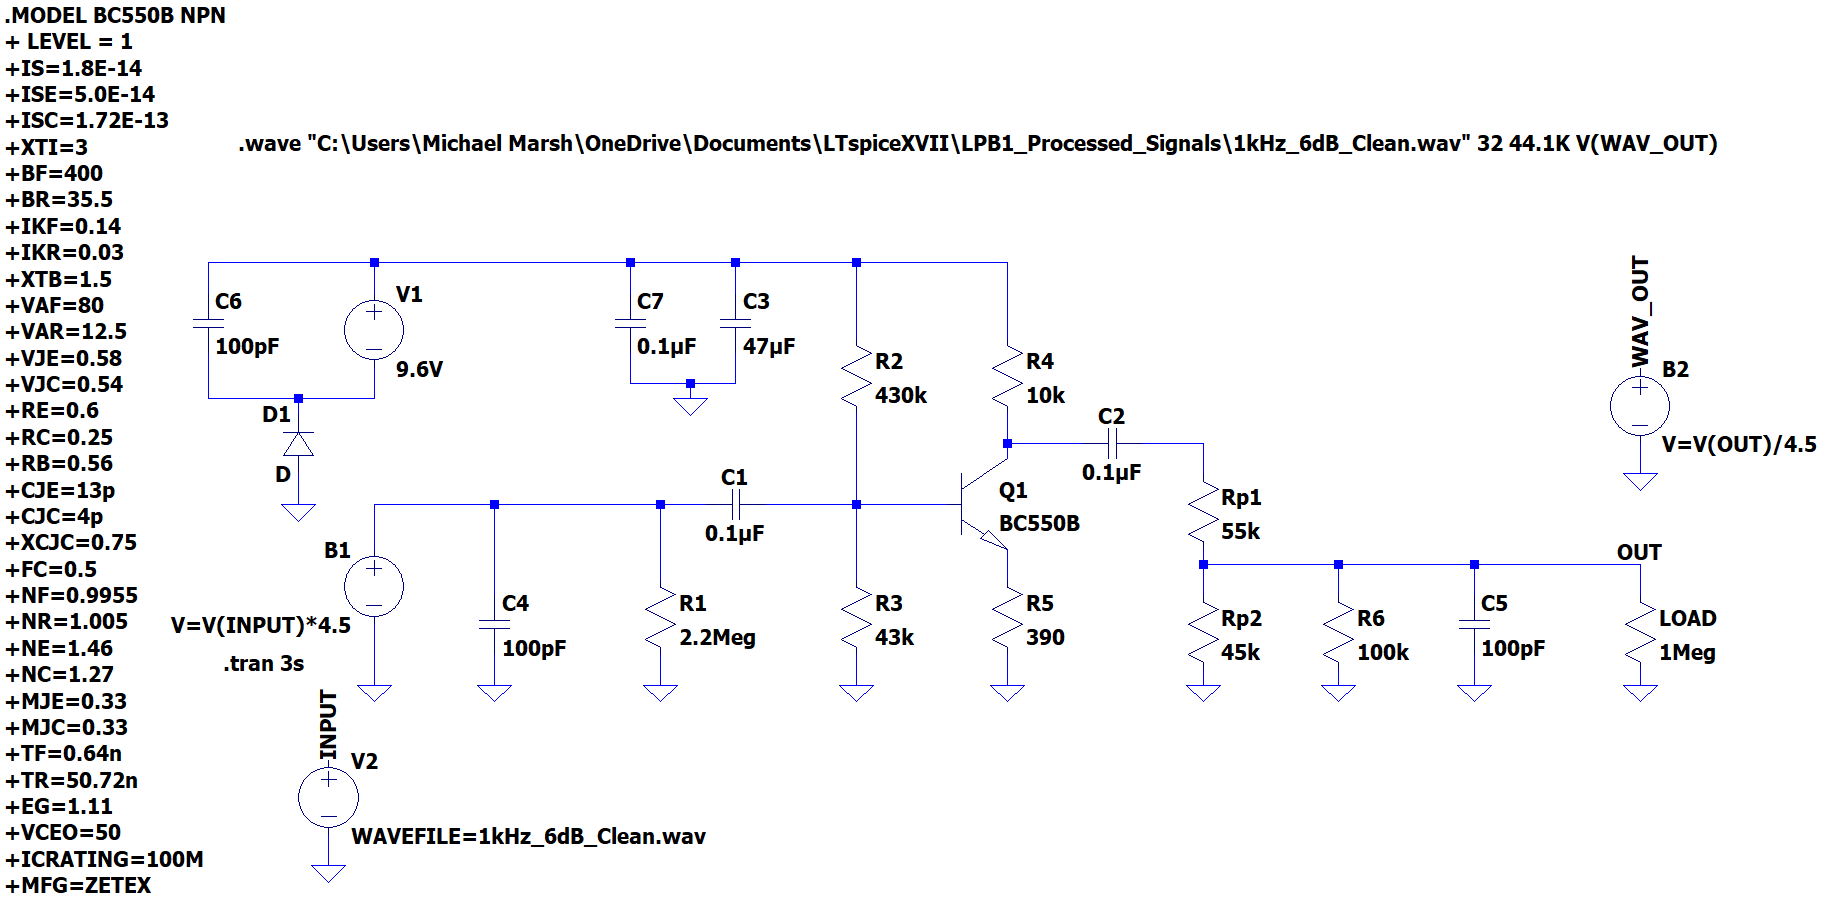 .MODEL BC550B NPN
+ LEVEL = 1
+IS=1.8E-14
+ISE=5.0E-14
+ISC=1.72E-13
+XTI=3
+BF=400
+BR=35.5
+IKF=0.14
+IKR=0.03
+XTB=1.5
+VAF=80
+VAR=12.5
+VJE=0.58
+VJC=0.54
+RE=0.6
+RC=0.25
+RB=0.56
+CJE=13p
+CJC=4p
+XCJC=0.75
+FC=0.5
+NF=0.9955
+NR=1.005
+NE=1.46
+NC=1.27
+MJE=0.33
+MJC=0.33
+TF=0.64n
+TR=50.72n
+EG=1.11
+VCEO=50
+ICRATING=100M
+MFG=ZETEX
.wave "C:\Users\Michael Marsh\OneDrive\Documents\LTspiceXVII\LPB1_Processed_Signals\1kHz_6dB_Clean.wav" 32 44.1K V(WAV_OUT)
C6
100pF
V1
9.6V
D1
D
C7
0.1µF
C3
47µF
R2
430k
R4
10k
C2
0.1µF
C1
0.1µF
Q1
BC550B
Rp1
55k
OUT
WAV_OUT
B2
V=V(OUT)/4.5
B1
V=V(INPUT)*4.5
.tran 3s
C4
100pF
R1
2.2Meg
R3
43k
R5
390
Rp2
45k
R6
100k
C5
100pF
LOAD
1Meg
INPUT
V2
WAVEFILE=1kHz_6dB_Clean.wav